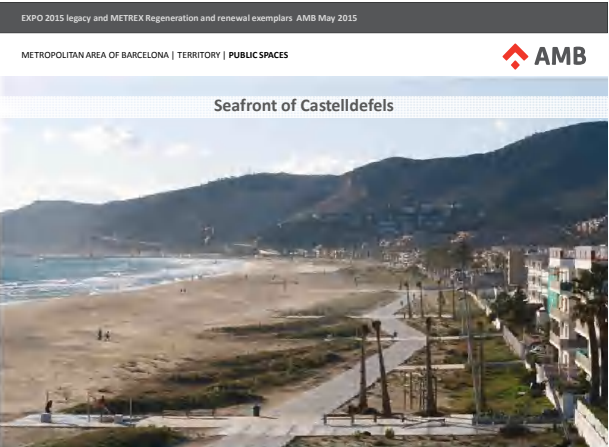 EXPO 2015 legacy and METREX Regeneration and renewal exemplars AMB May 2015
METROPOLITAN AREA OF BARCELONA | TERRITORY | PUBLIC SPACES
AMB
Seafront of Castelldefels